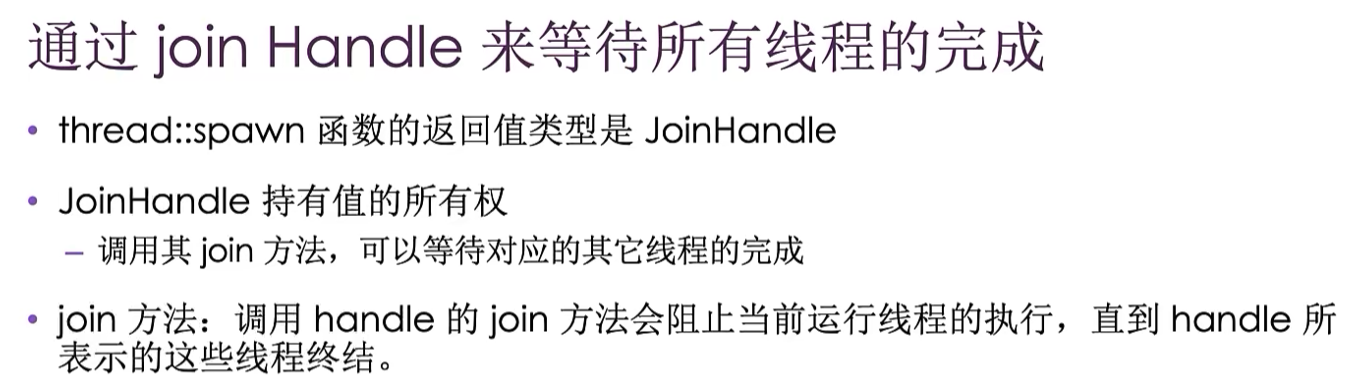 通过 join Handle 来等待所有线程的完成
• thread::spawn 函数的返回值类型是 JoinHandle
• JoinHandle 持有值的所有权
– 调用其 join 方法，可以等待对应的其它线程的完成
• join 方法：调用 handle 的 join 方法会阻止当前运行线程的执行，直到 handle 所
表示的这些线程终结。